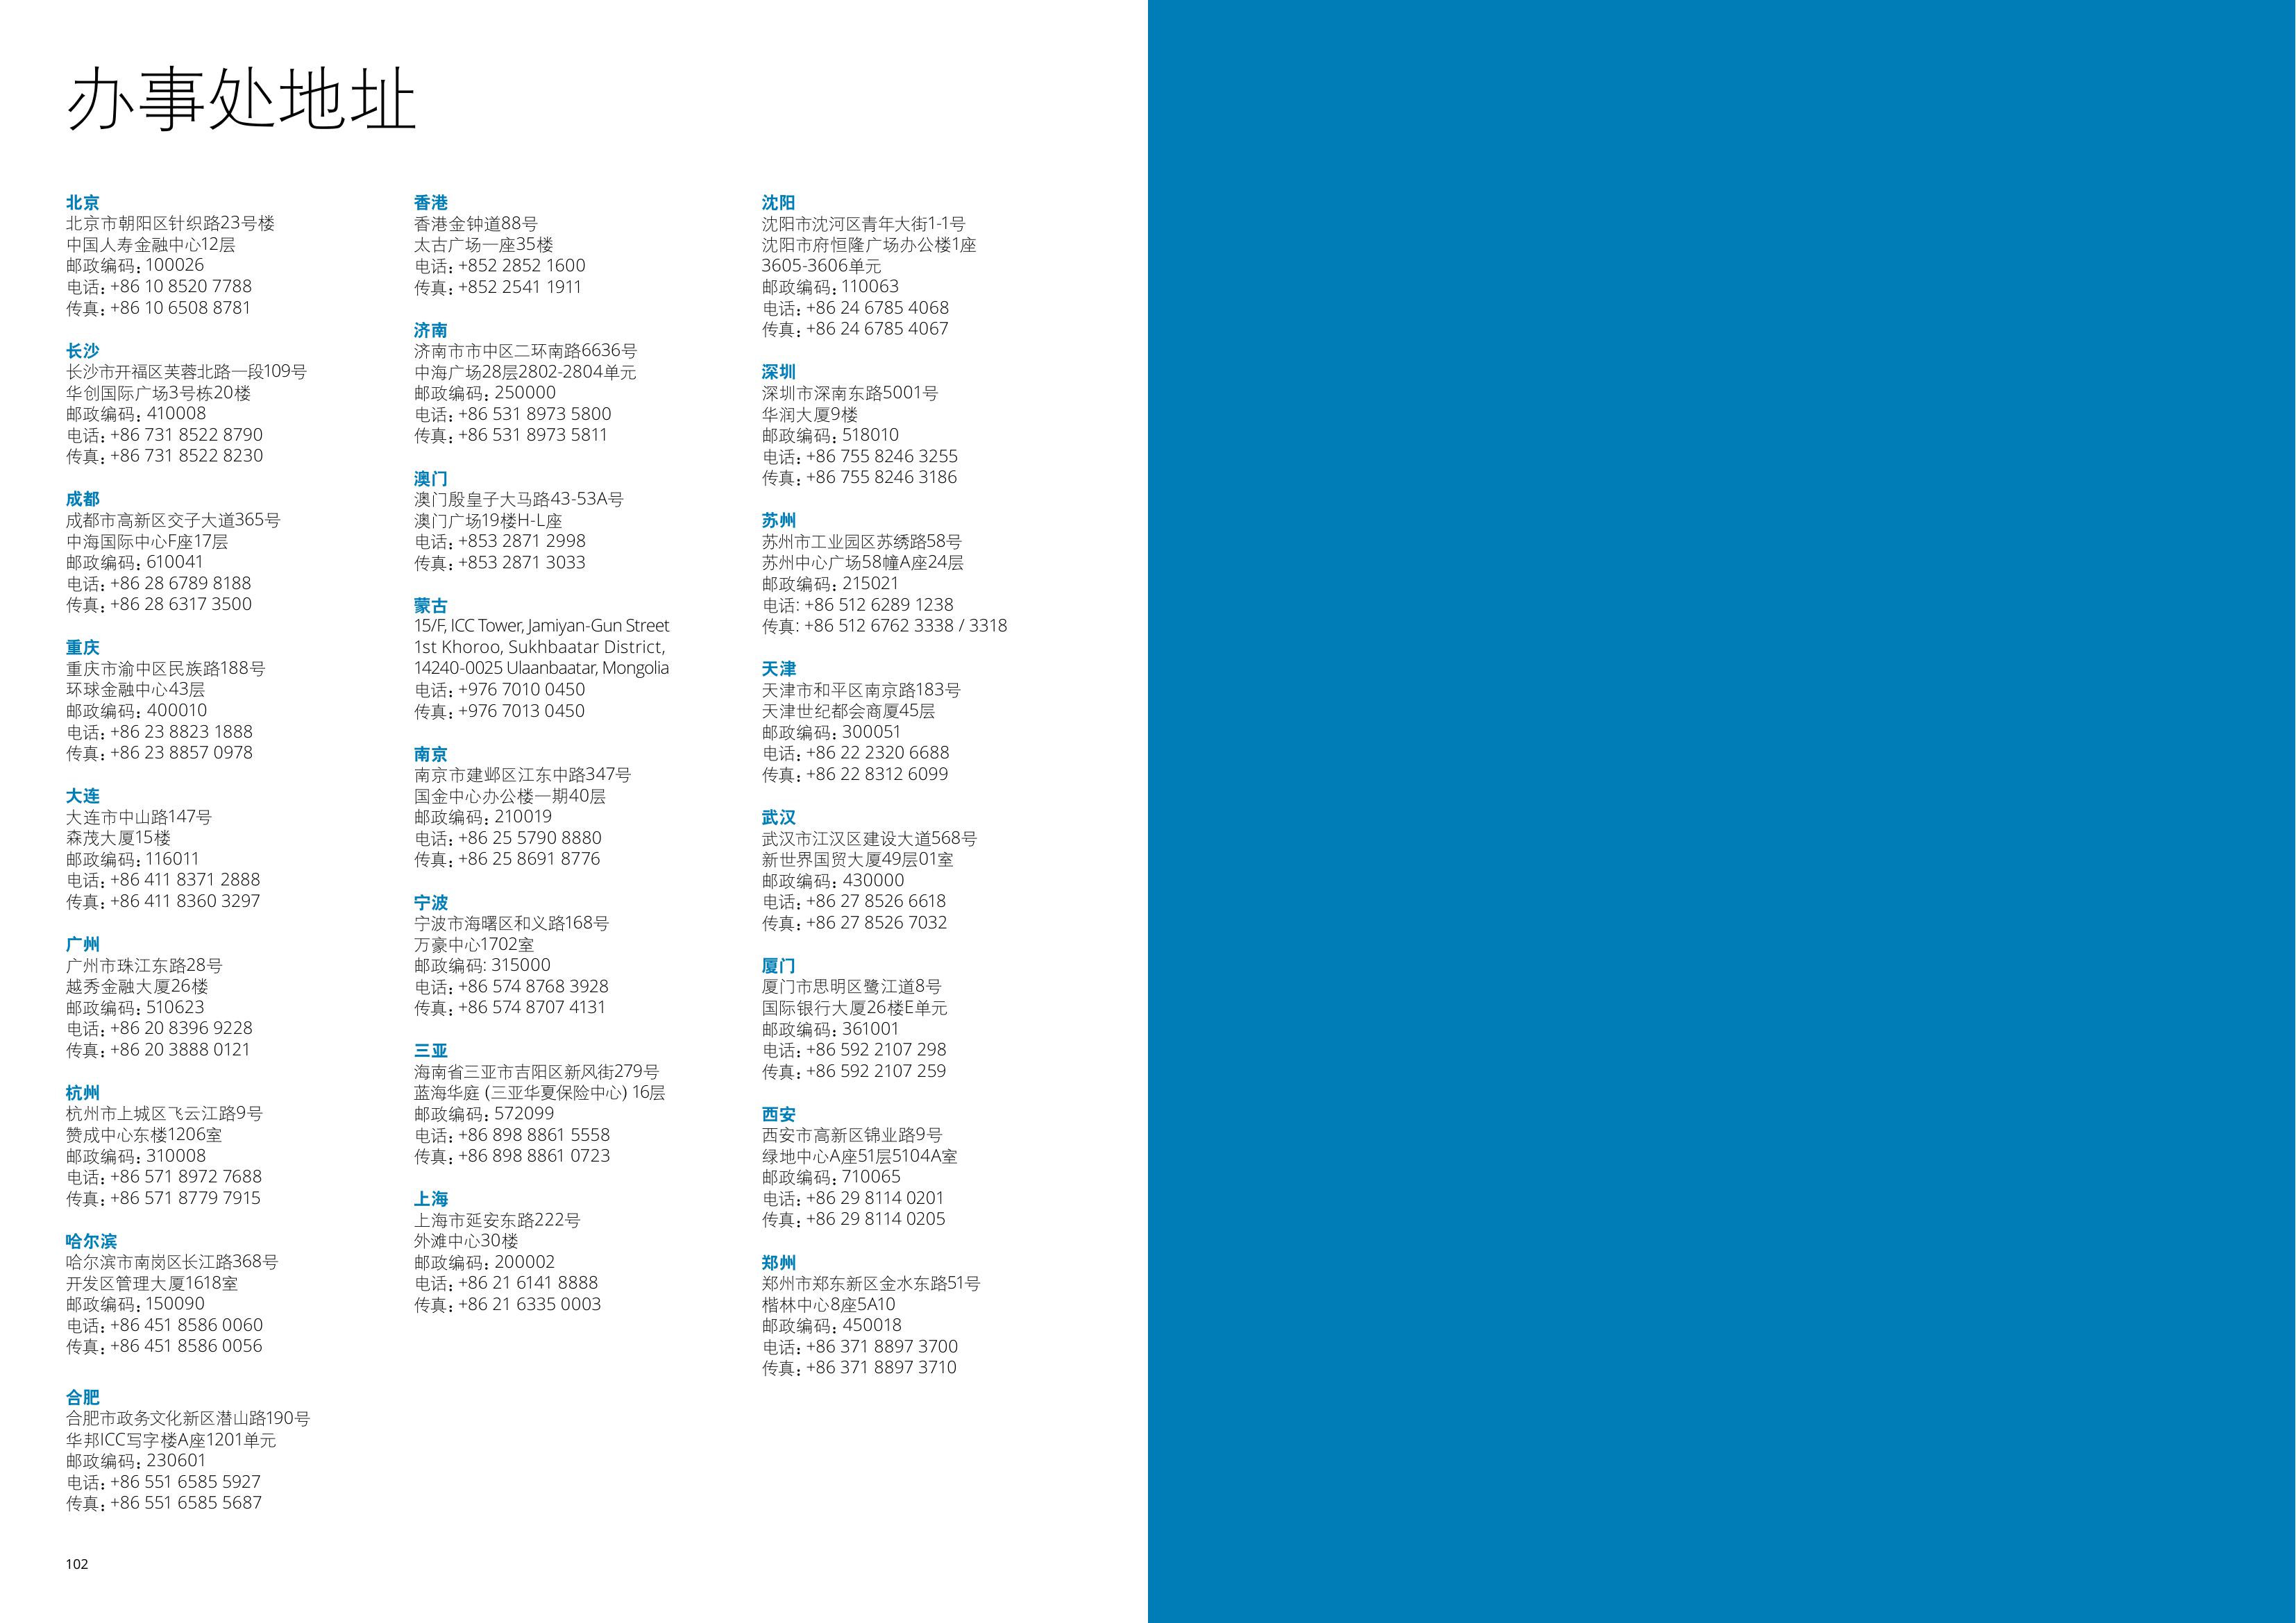 办事处地址
北京
北京市朝阳区针织路23号楼
中国人寿金融中心12层
邮政编码：100026
电话：+86 10 8520 7788
传真：+86 10 6508 8781
长沙
长沙市开福区芙蓉北路一段109号
华创国际广场3号栋20楼
邮政编码：410008
电话：+86 731 8522 8790
传真：+86 731 8522 8230
成都
成都市高新区交子大道365号
中海国际中心F座17层
邮政编码：610041
电话：+86 28 6789 8188
传真：+86 28 6317 3500
重庆
重庆市渝中区民族路188号
环球金融中心43层
邮政编码：400010
电话：+86 23 8823 1888
传真：+86 23 8857 0978
大连
大连市中山路147号
森茂大厦15楼
邮政编码：116011
电话：+86 411 8371 2888
传真：+86 411 8360 3297
广州
广州市珠江东路28号
越秀金融大厦26楼
邮政编码：510623
电话：+86 20 8396 9228
传真：+86 20 3888 0121
杭州
杭州市上城区飞云江路9号
赞成中心东楼1206室
邮政编码：310008
电话：+86 571 8972 7688
传真：+86 571 8779 7915
哈尔滨
哈尔滨市南岗区长江路368号
开发区管理大厦1618室
邮政编码：150090
电话：+86 451 8586 0060
传真：+86 451 8586 0056
合肥
合肥市政务文化新区潜山路190号
华邦ICC写字楼A座1201单元
邮政编码：230601
电话：+86 551 6585 5927
传真：+86 551 6585 5687
香港
香港金钟道88号
太古广场一座35楼
电话：+852 2852 1600
传真：+852 2541 1911
济南
济南市市中区二环南路6636号
中海广场28层2802-2804单元
邮政编码：250000
电话：+86 531 8973 5800
传真：+86 531 8973 5811
澳门
澳门殷皇子大马路43-53A号
澳门广场19楼H-L座
电话：+853 2871 2998
传真：+853 2871 3033
蒙古
15/F, ICC Tower, Jamiyan-Gun Street
1st Khoroo, Sukhbaatar District,
14240-0025 Ulaanbaatar, Mongolia
电话：+976 7010 0450
传真：+976 7013 0450
南京
南京市建邺区江东中路347号
国金中心办公楼一期40层
邮政编码：210019
电话：+86 25 5790 8880
传真：+86 25 8691 8776
宁波
宁波市海曙区和义路168号
万豪中心1702室
邮政编码: 315000
电话：+86 574 8768 3928
传真：+86 574 8707 4131
三亚
海南省三亚市吉阳区新风街279号
蓝海华庭 (三亚华夏保险中心) 16层
邮政编码：572099
电话：+86 898 8861 5558
传真：+86 898 8861 0723
上海
上海市延安东路222号
外滩中心30楼
邮政编码：200002
电话：+86 21 6141 8888
传真：+86 21 6335 0003
沈阳
沈阳市沈河区青年大街1-1号
沈阳市府恒隆广场办公楼1座
3605-3606单元
邮政编码：110063
电话：+86 24 6785 4068
传真：+86 24 6785 4067
深圳
深圳市深南东路5001号
华润大厦9楼
邮政编码：518010
电话：+86 755 8246 3255
传真：+86 755 8246 3186
苏州
苏州市工业园区苏绣路58号
苏州中心广场58幢A座24层
邮政编码：215021
电话: +86 512 6289 1238
传真: +86 512 6762 3338 / 3318
天津
天津市和平区南京路183号
天津世纪都会商厦45层
邮政编码：300051
电话：+86 22 2320 6688
传真：+86 22 8312 6099
武汉
武汉市江汉区建设大道568号
新世界国贸大厦49层01室
邮政编码：430000
电话：+86 27 8526 6618
传真：+86 27 8526 7032
厦门
厦门市思明区鹭江道8号
国际银行大厦26楼E单元
邮政编码：361001
电话：+86 592 2107 298
传真：+86 592 2107 259
西安
西安市高新区锦业路9号
绿地中心A座51层5104A室
邮政编码：710065
电话：+86 29 8114 0201
传真：+86 29 8114 0205
郑州
郑州市郑东新区金水东路51号
楷林中心8座5A10
邮政编码：450018
电话：+86 371 8897 3700
传真：+86 371 8897 3710
102